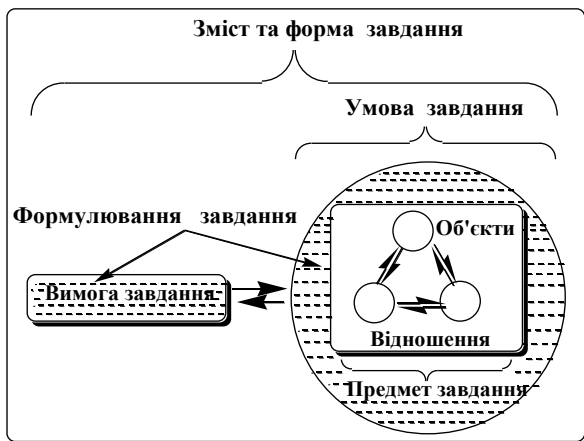 Зміст та форма завдання
Умова завдання
Формулювання завдання
Об'єкти
Вимога завдання
Відношення
Предмет завдання